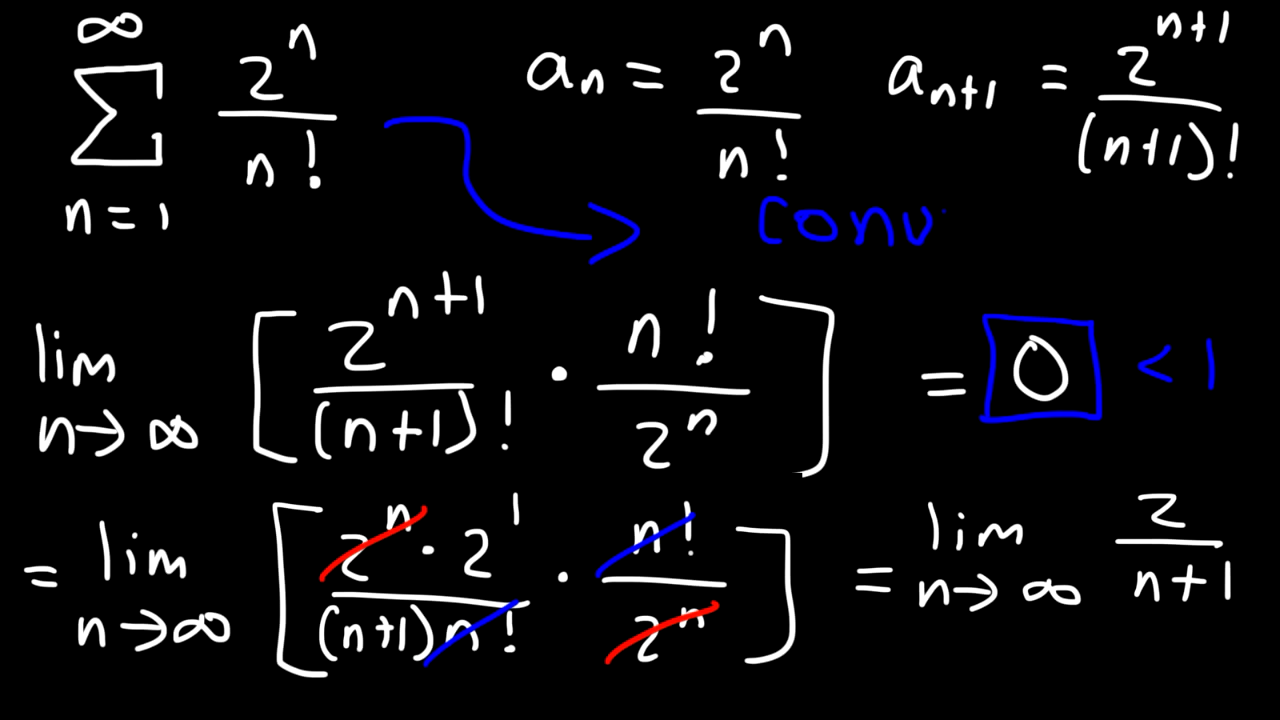 ∞ ∑ n=1 2^n / n! a_n = 2^n / n! a_{n+1} = 2^{n+1} / (n+1)!
conv
lim n→∞ [ 2^{n+1} / (n+1)! · n! / 2^n ] = 0 < 1
= lim n→∞ [ 2^n · 2^1 / (n+1) n! · n! / 2^n ] = lim n→∞ 2 / n+1